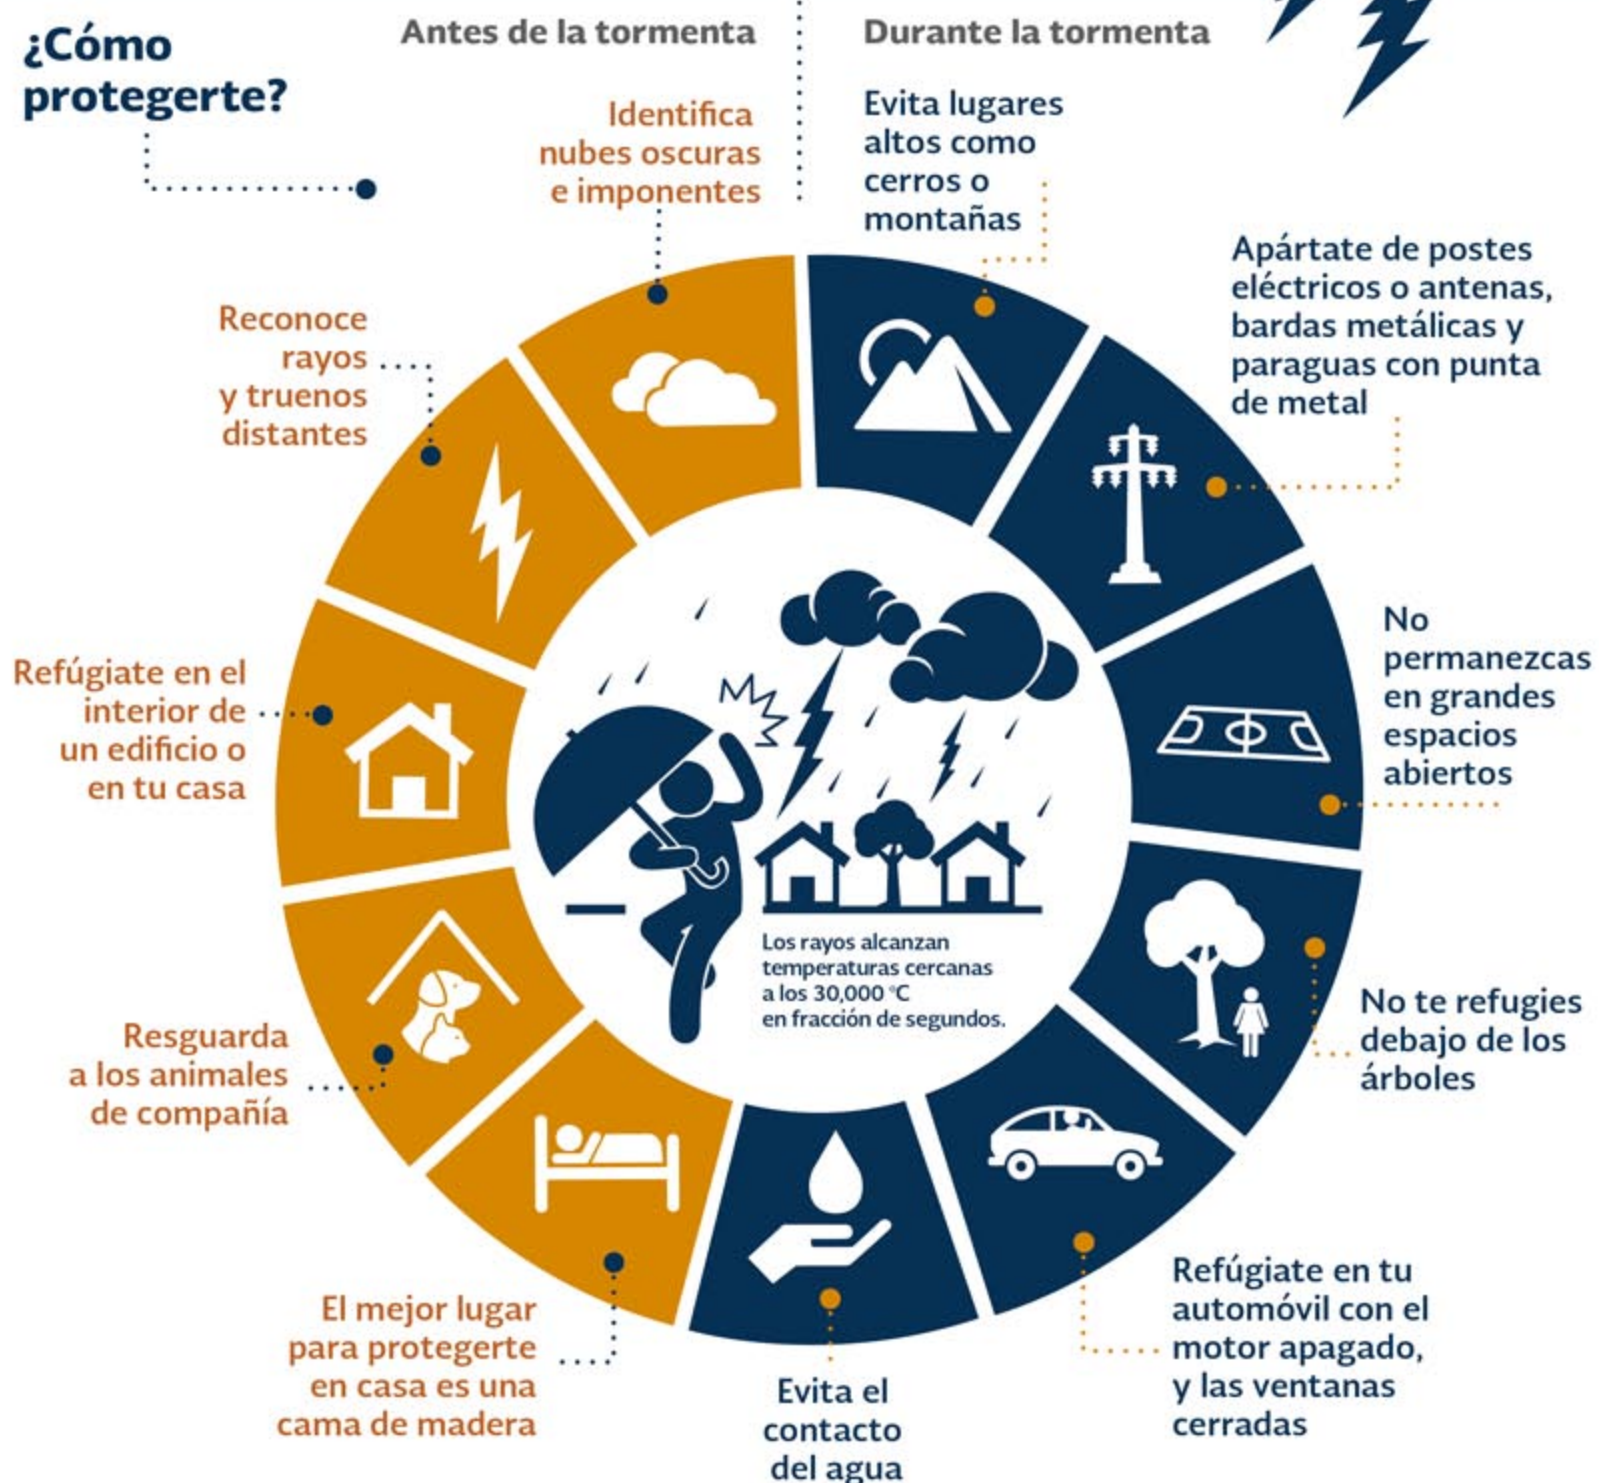 ¿Cómo
protegerte?
Antes de la tormenta
Identifica
nubes oscuras
e imponentes
Reconoce
rayos
y truenos
distantes
Refúgiate en el
interior de
un edificio o
en tu casa
Resguarda
a los animales
de compañía
El mejor lugar
para protegerte
en casa es una
cama de madera
Durante la tormenta
Evita lugares
altos como
cerros o
montañas
Apártate de postes
eléctricos o antenas,
bardas metálicas y
paraguas con punta
de metal
No
permanezcas
en grandes
espacios
abiertos
No te refugies
debajo de los
árboles
Refúgiate en tu
automóvil con el
motor apagado,
y las ventanas
cerradas
Evita el
contacto
del agua
Los rayos alcanzan
temperaturas cercanas
a los 30,000 °C
en fracción de segundos.